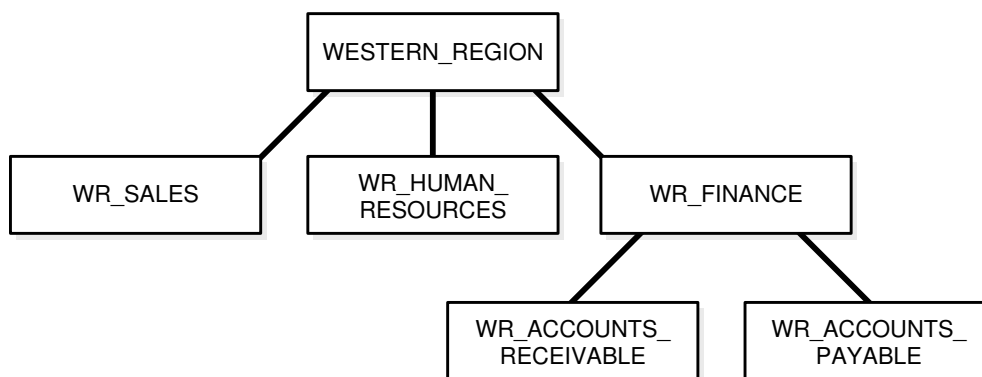 WESTERN_REGION
WR_SALES
WR_HUMAN_
RESOURCES
WR_FINANCE
WR_ACCOUNTS_
RECEIVABLE
WR_ACCOUNTS_
PAYABLE